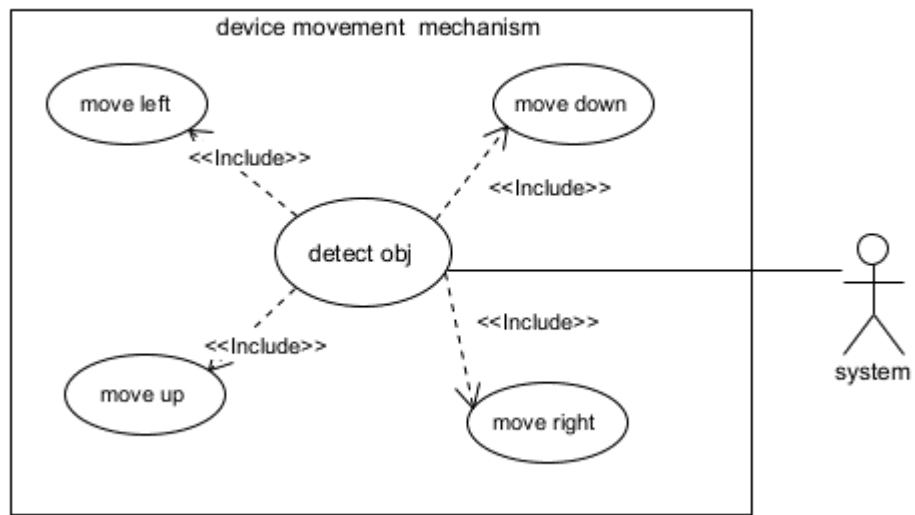 device movement mechanism
move left
move down
<<Include>>
<<Include>>
detect obj
<<Include>>
<<Include>>
system
move up
move right